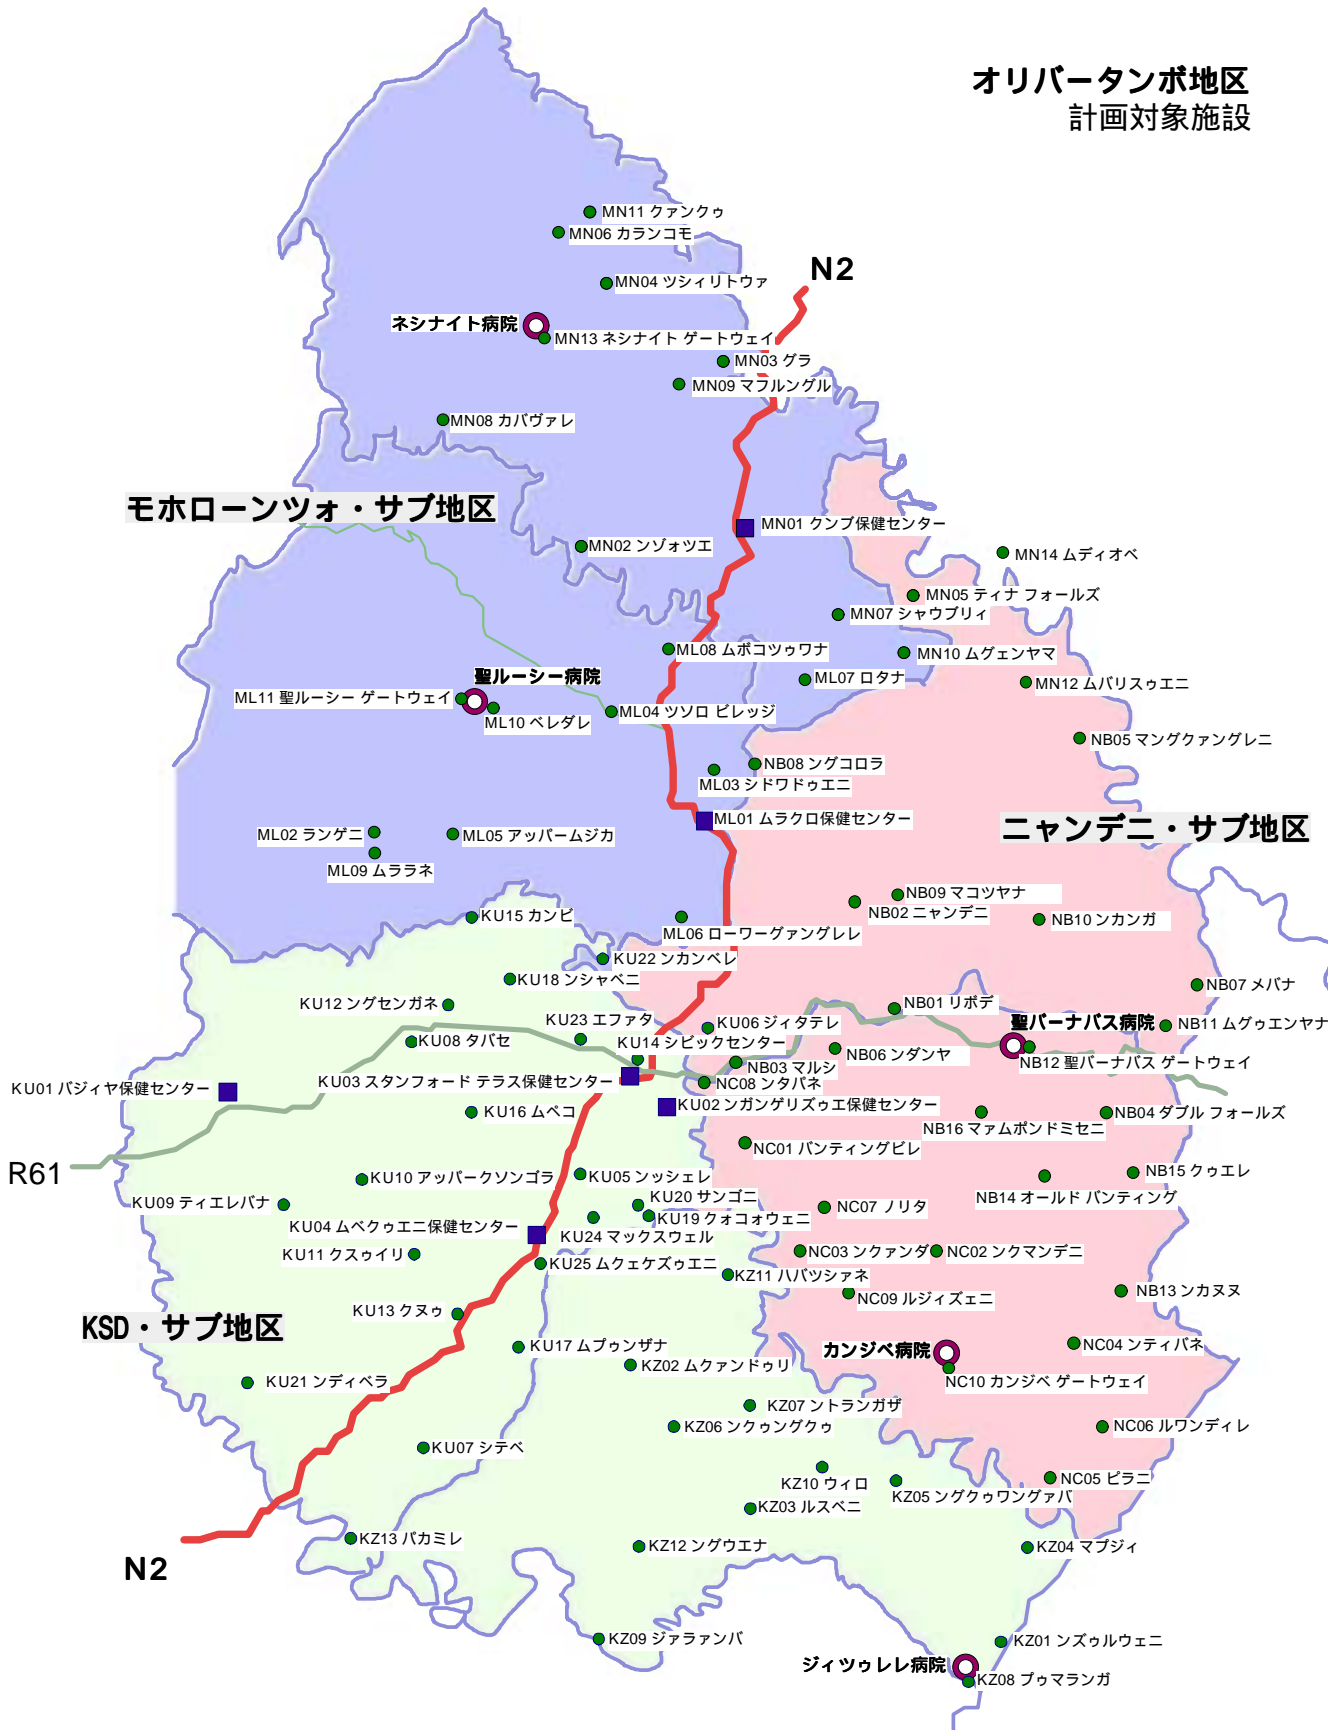 オリバータンボ地区
計画対象施設
MN11 クァンクゥ
MN06 カランコモ
N2
MN04 ツシィリトウァ
ネシナイト病院
MN13 ネシナイト ゲートウェイ
MN03 グラ
MN09 マフルングル
MN08 カバヴァレ
モホローンツォ・サブ地区
MN01 クンブ保健センター
MN02 ンゾォツエ
MN14 ムディオベ
MN05 ティナ フォールズ
MN07 シャウブリィ
ML08 ムボコツゥワナ
MN10 ムグェンヤマ
聖ルーシー病院
ML07 ロタナ
MN12 ムバリスゥエニ
ML11 聖ルーシー ゲートウェイ
ML10 ベレダレ
ML04 ツソロ ビレッジ
NB05 マングクァングレニ
NB08 ングコロラ
ML03 シドワドゥエニ
ML01 ムラクロ保健センター
ニャンデニ・サブ地区
ML02 ランゲニ
ML05 アッパームジカ
ML09 ムララネ
NB09 マコツヤナ
NB02 ニャンデニ
KU15 カンビ
NB10 ンカンガ
ML06 ローワーグァングレレ
KU22 ンカンベレ
KU18 ンシャベニ
NB07 メバナ
KU12 ングセンガネ
NB01 リボデ
KU23 エファタ
KU06 ジィタテレ
聖バーナバス病院
NB11 ムグゥエンヤナ
KU08 タバセ
KU14 シビックセンター
NB06 ンダンヤ
NB12 聖バーナバス ゲートウェイ
NB03 マルシ
KU03 スタンフォード テラス保健センター
NC08 ンタバネ
KU01 バジィヤ保健センター
KU02 ンガンゲリズゥエ保健センター
KU16 ムペコ
NB04 ダブル フォールズ
NB16 マァムポンドミセニ
NC01 バンティングビレ
R61
KU10 アッパークソンゴラ
KU05 ンッシェレ
NB15 クゥエレ
NB14 オールド バンティング
KU09 ティエレバナ
KU20 サンゴニ
NC07 ノリタ
KU19 クォコォウェニ
KU04 ムベクゥエニ保健センター
KU24 マックスウェル
KU11 クスゥイリ
NC03 ンクァンダ
NC02 ンクマンデニ
KU25 ムクェケズゥエニ
KZ11 ハバツシァネ
NB13 ンカヌヌ
NC09 ルジィズェニ
KU13 クヌゥ
KSD・サブ地区
KU17 ムプゥンザナ
カンジベ病院
NC04 ンティバネ
KZ02 ムクァンドゥリ
KU21 ンディベラ
NC10 カンジベ ゲートウェイ
KZ07 ントランガザ
KZ06 ンクゥングクゥ
NC06 ルワンディレ
KU07 シテベ
NC05 ピラニ
KZ10 ウィロ
KZ05 ングクゥワングァバ
KZ03 ルスベニ
KZ13 バカミレ
KZ12 ングウエナ
KZ04 マプジィ
N2
KZ09 ジァラァンバ
KZ01 ンズゥルウェニ
ジィツゥレレ病院
KZ08 プゥマランガ